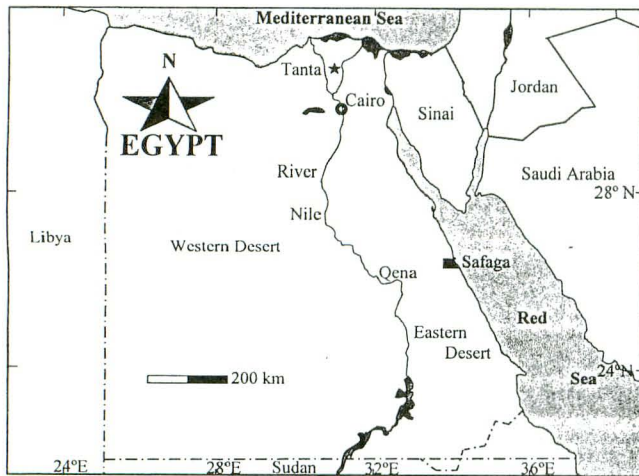 Mediterranean Sea
N
Tanta
Cairo
Jordan
Sinai
EGYPT
Saudi Arabia
River
28° N
Nile
Libya
Western Desert
Safaga
Qena
Red
Eastern
Desert
200 km
24°N
Sea
24°E
Sudan
32°E
36°E